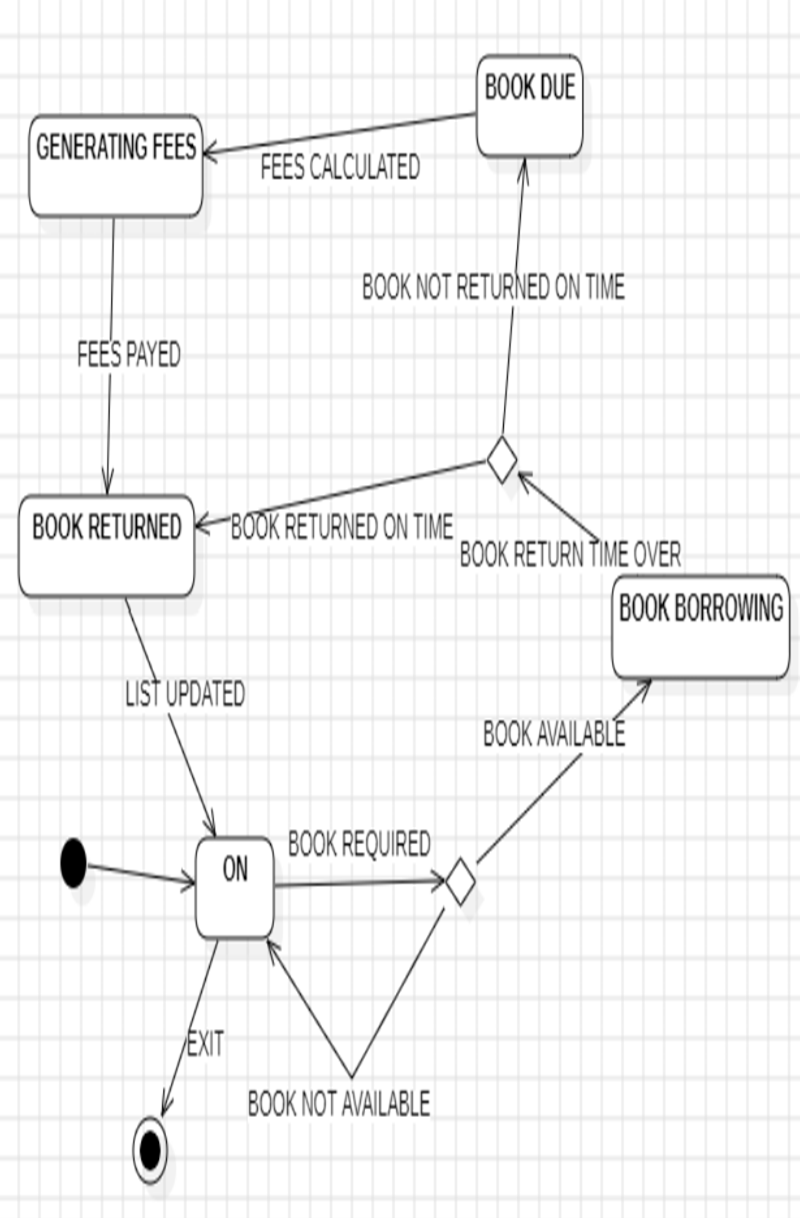 BOOK DUE
GENERATING FEES
FEES CALCULATED
BOOK NOT RETURNED ON TIME
FEES PAYED
BOOK RETURNED
BOOK RETURNED ON TIME
BOOK RETURN TIME OVER
BOOK BORROWING
LIST UPDATED
BOOK AVAILABLE
BOOK REQUIRED
ON
EXIT
BOOK NOT AVAILABLE